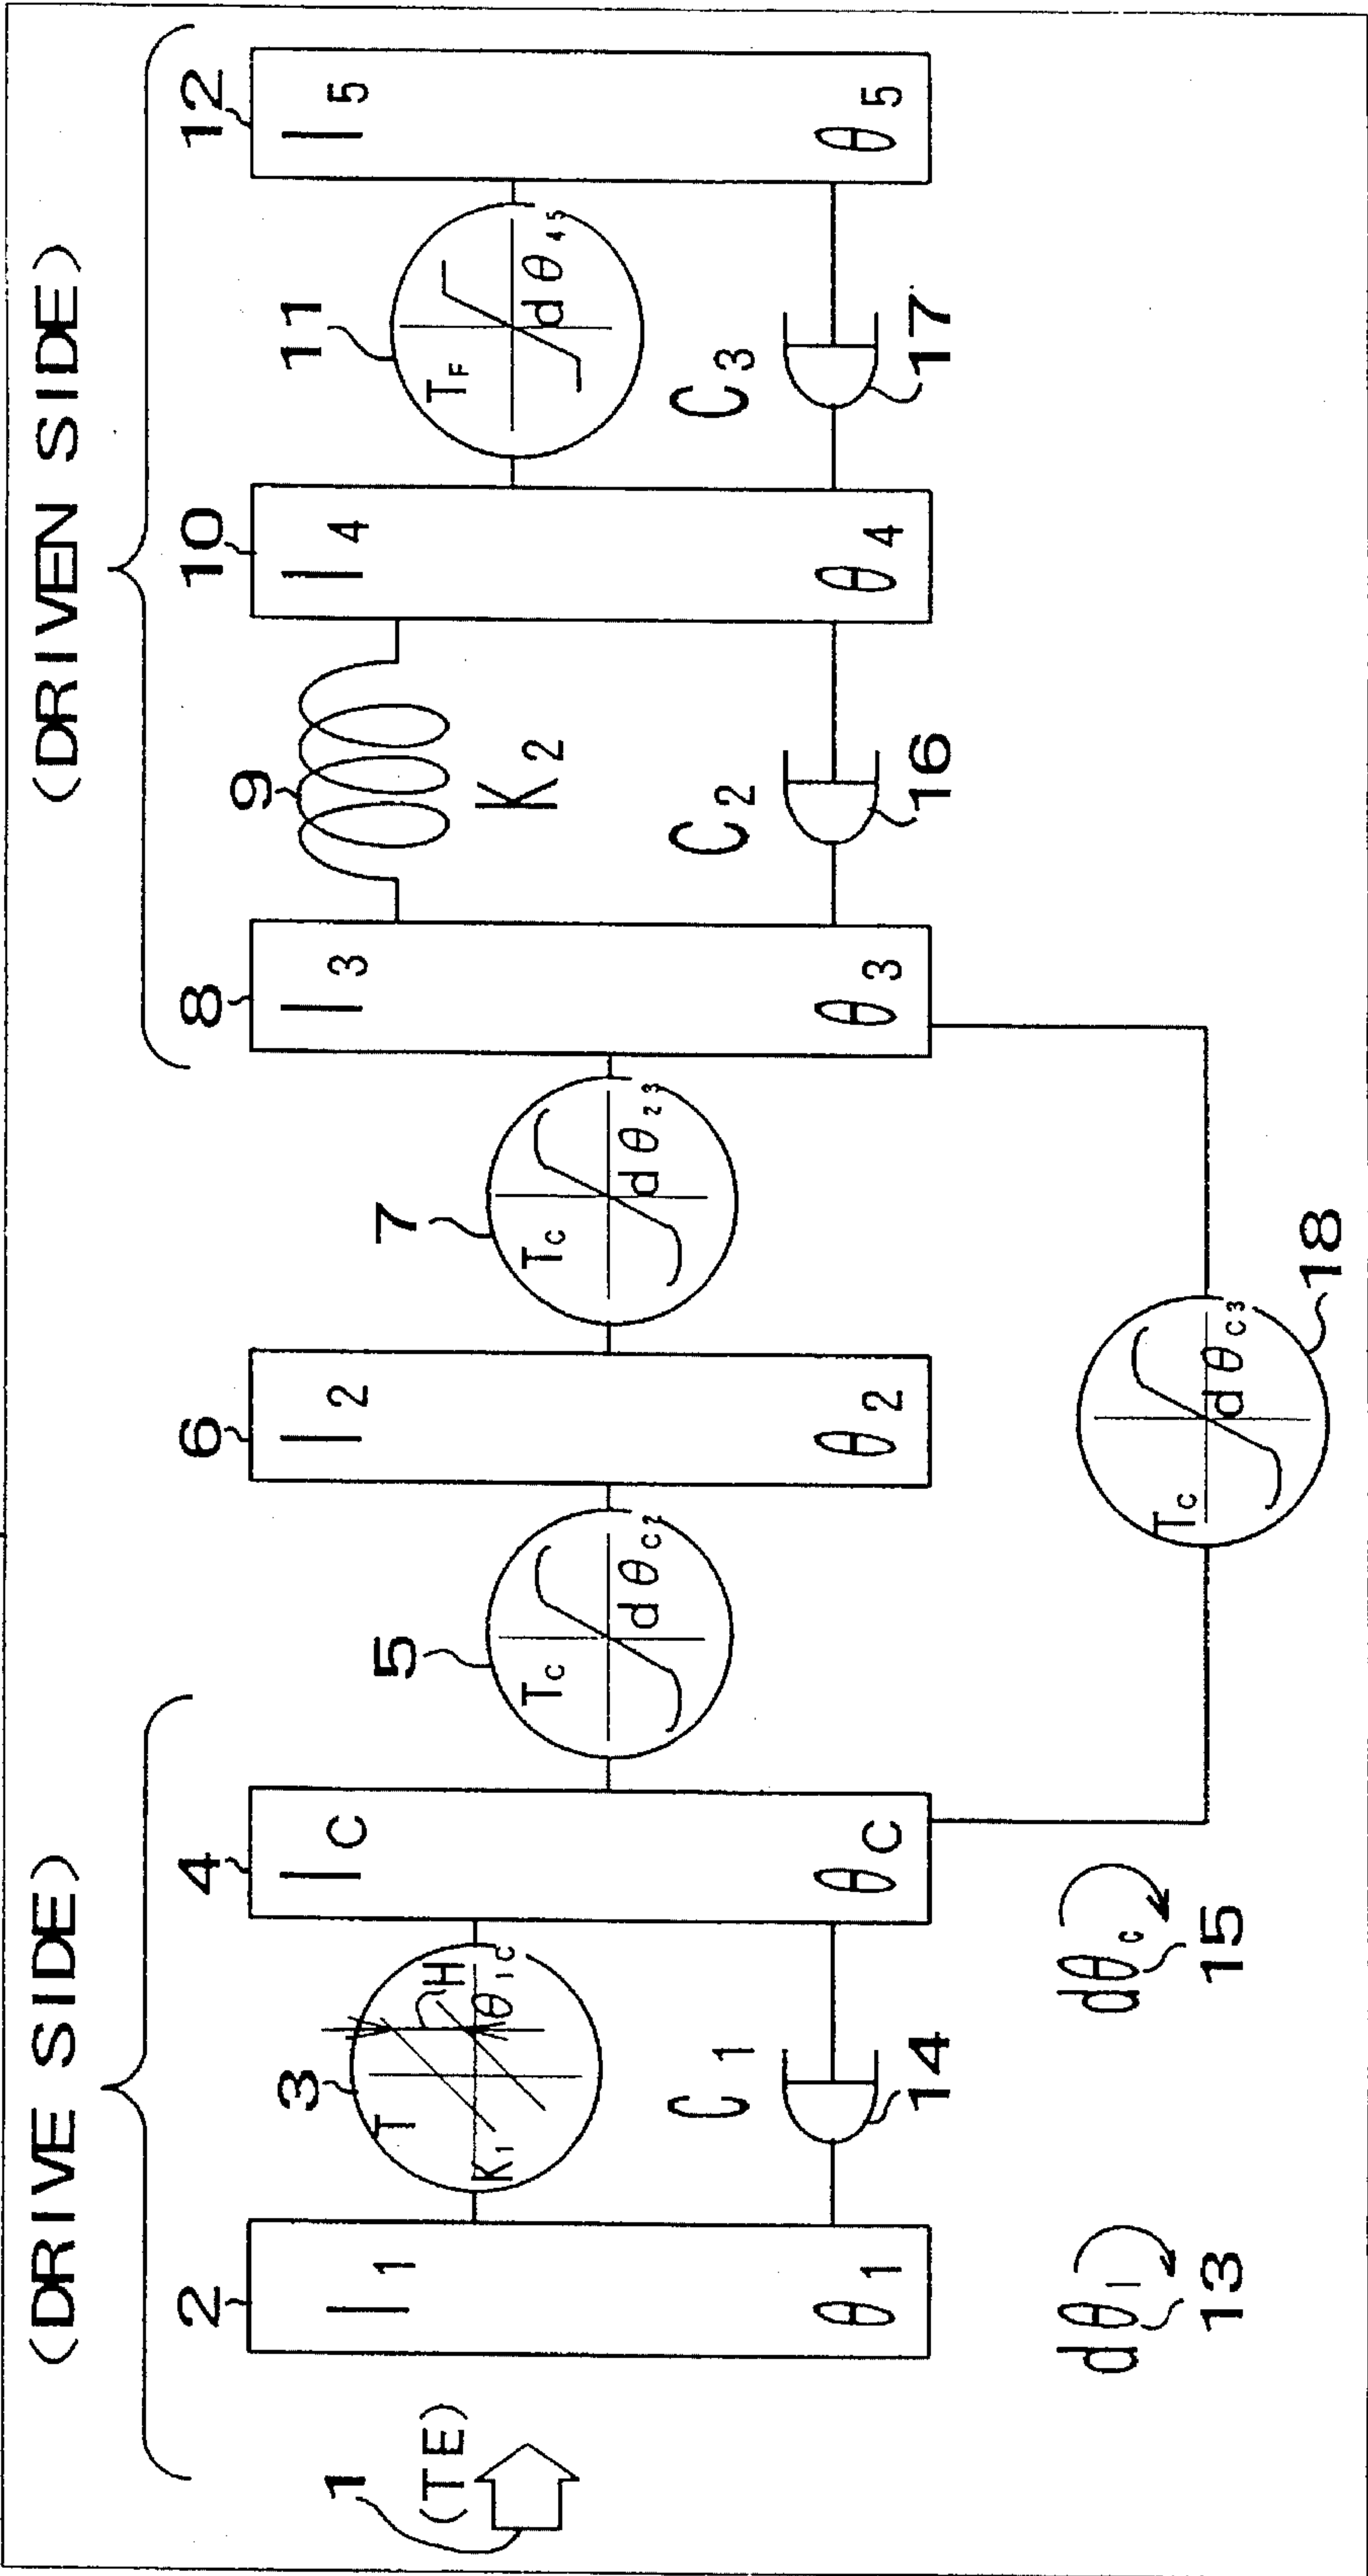 (DRIVE SIDE)
(DRIVEN SIDE)
1
(TE)
2
I1
θ1
3
T
K1
H
θ1C
4
IC
θC
C1
14
dθ1
13
dθc
15
5
Tc
dθc2
6
I2
θ2
7
Tc
dθ23
8
I3
θ3
9
K2
C2
16
10
I4
θ4
11
TF
dθ45
C3
17
12
I5
θ5
18
Tc
dθc3